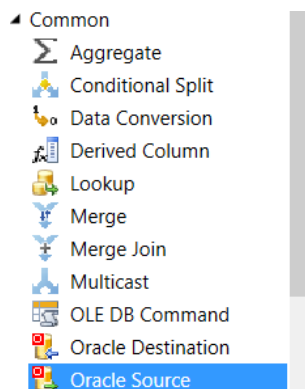 Common
Aggregate
Conditional Split
Data Conversion
Derived Column
Lookup
Merge
Merge Join
Multicast
OLE DB Command
Oracle Destination
Oracle Source